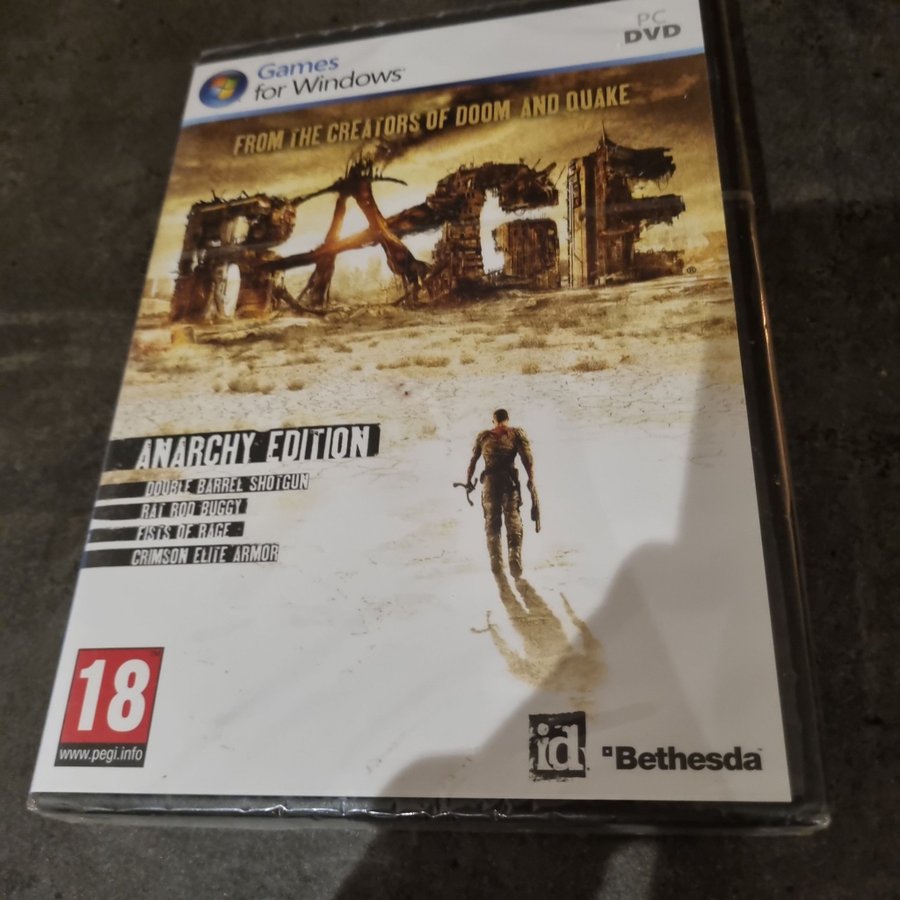 Games
for Windows
PC
DVD
FROM THE CREATORS OF DOOM AND QUAKE
RAGE®
ANARCHY EDITION
DOUBLE BARREL SHOTGUN
RAT ROD BUGGY
FISTS OF RAGE
CRIMSON ELITE ARMOR
18
www.pegi.info
id
Bethesda